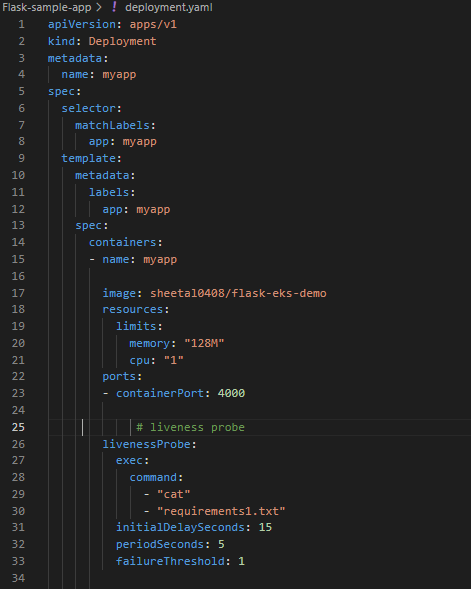 Flask-sample-app > ! deployment.yaml
1 apiVersion: apps/v1
2 kind: Deployment
3 metadata:
4   name: myapp
5 spec:
6   selector:
7     matchLabels:
8       app: myapp
9   template:
10     metadata:
11       labels:
12         app: myapp
13     spec:
14       containers:
15       - name: myapp
16
17         image: sheetal0408/flask-eks-demo
18         resources:
19           limits:
20             memory: "128M"
21             cpu: "1"
22         ports:
23         - containerPort: 4000
24
25              # liveness probe
26         livenessProbe:
27           exec:
28             command:
29               - "cat"
30               - "requirements1.txt"
31           initialDelaySeconds: 15
32           periodSeconds: 5
33           failureThreshold: 1
34